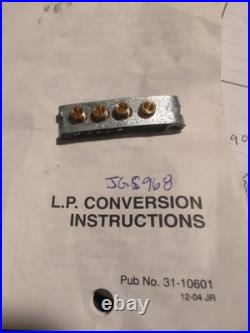 JGS968
L.P. CONVERSION
INSTRUCTIONS
Pub No. 31-10601
12-04 JR